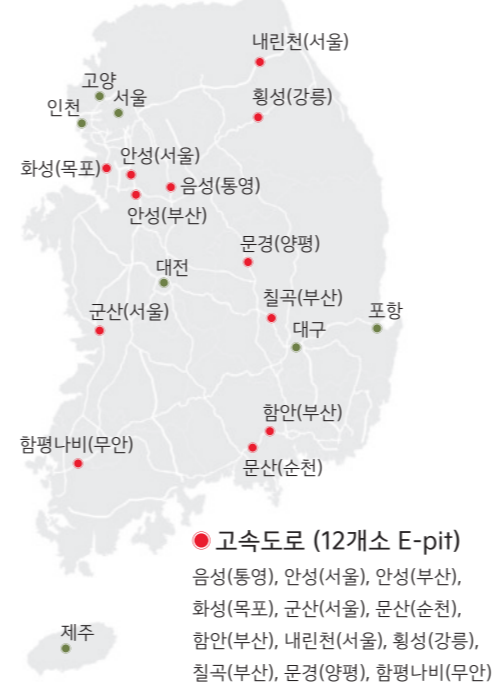 내린천(서울)
고양
서울
횡성(강릉)
인천
안성(서울)
화성(목포)
음성(통영)
안성(부산)
문경(양평)
대전
칠곡(부산)
군산(서울)
포항
대구
함안(부산)
함평나비(무안)
문산(순천)
고속도로 (12개소 E-pit)
음성(통영), 안성(서울), 안성(부산),
화성(목포), 군산(서울), 문산(순천),
함안(부산), 내린천(서울), 횡성(강릉),
칠곡(부산), 문경(양평), 함평나비(무안)
제주